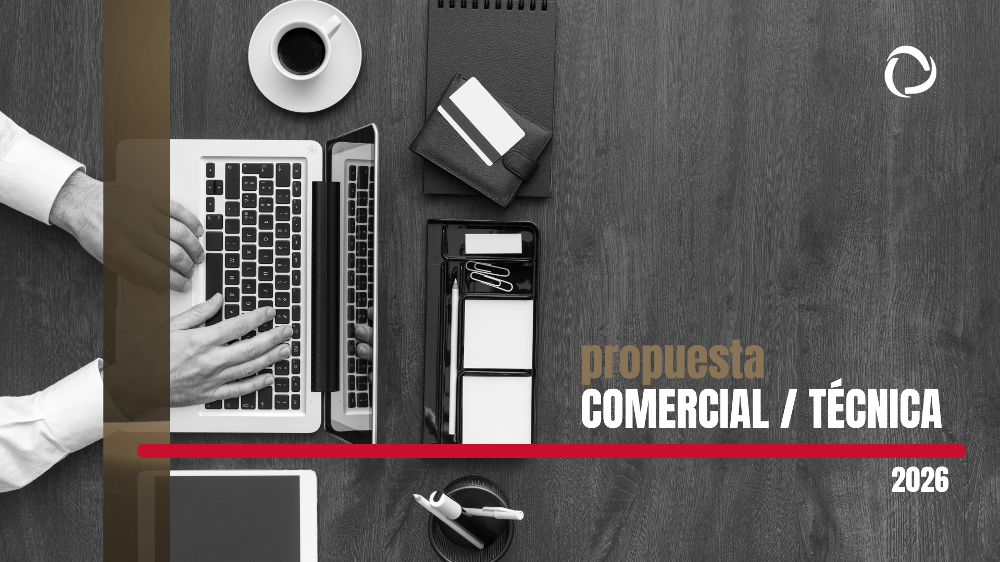 propuesta
COMERCIAL / TÉCNICA
2026